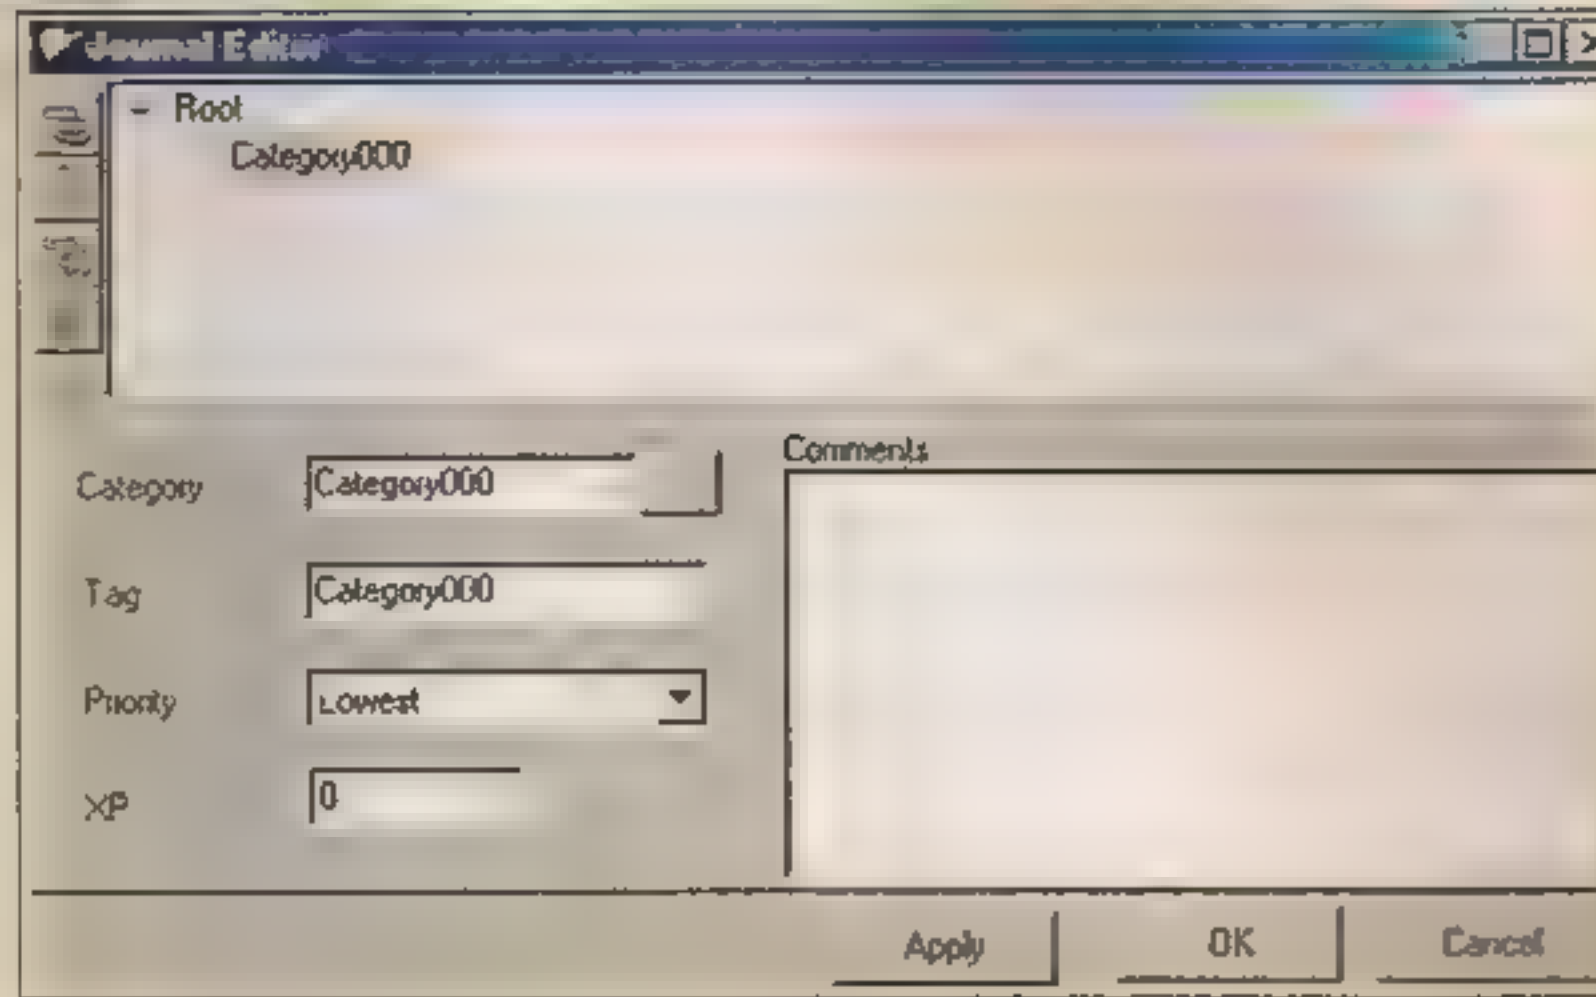 Journal Editor
Root
Category000
Category Category000
Comments
Tag Category000
Priority Lowest
XP 0
Apply OK Cancel